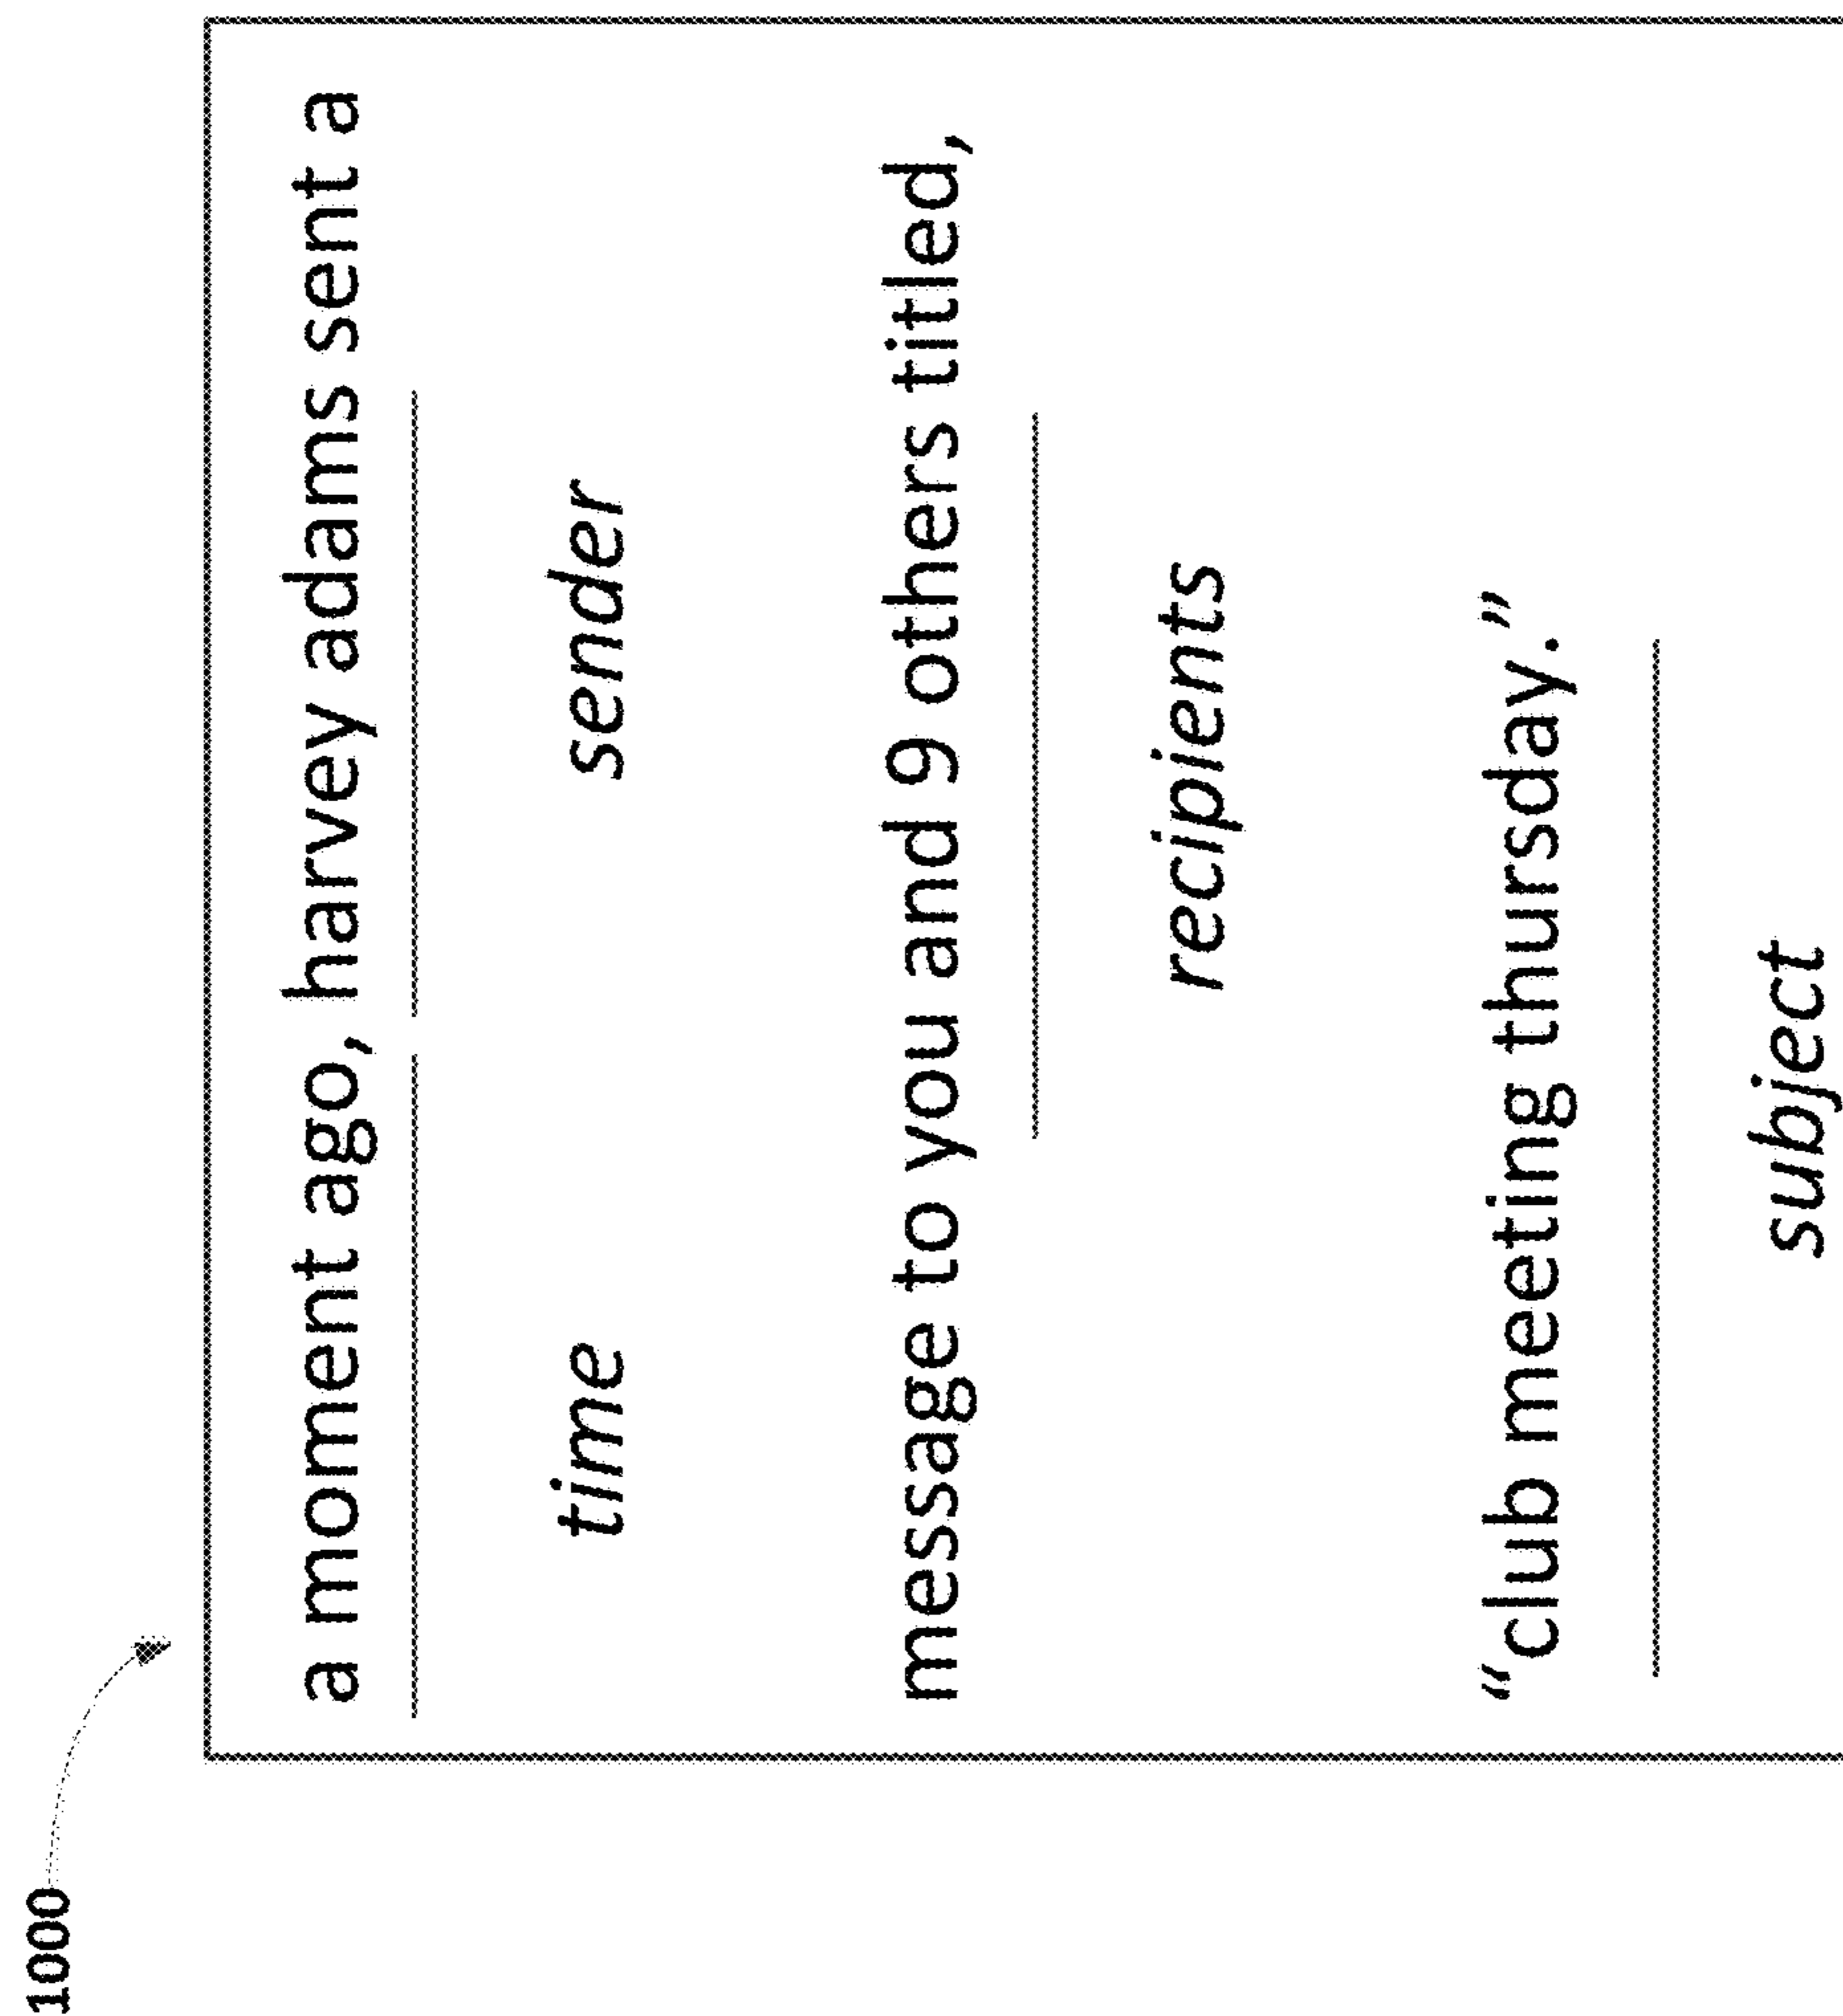 1000
a moment ago, harvey adams sent a
time sender
message to you and 9 others titled,
recipients
“club meeting thursday.”
subject